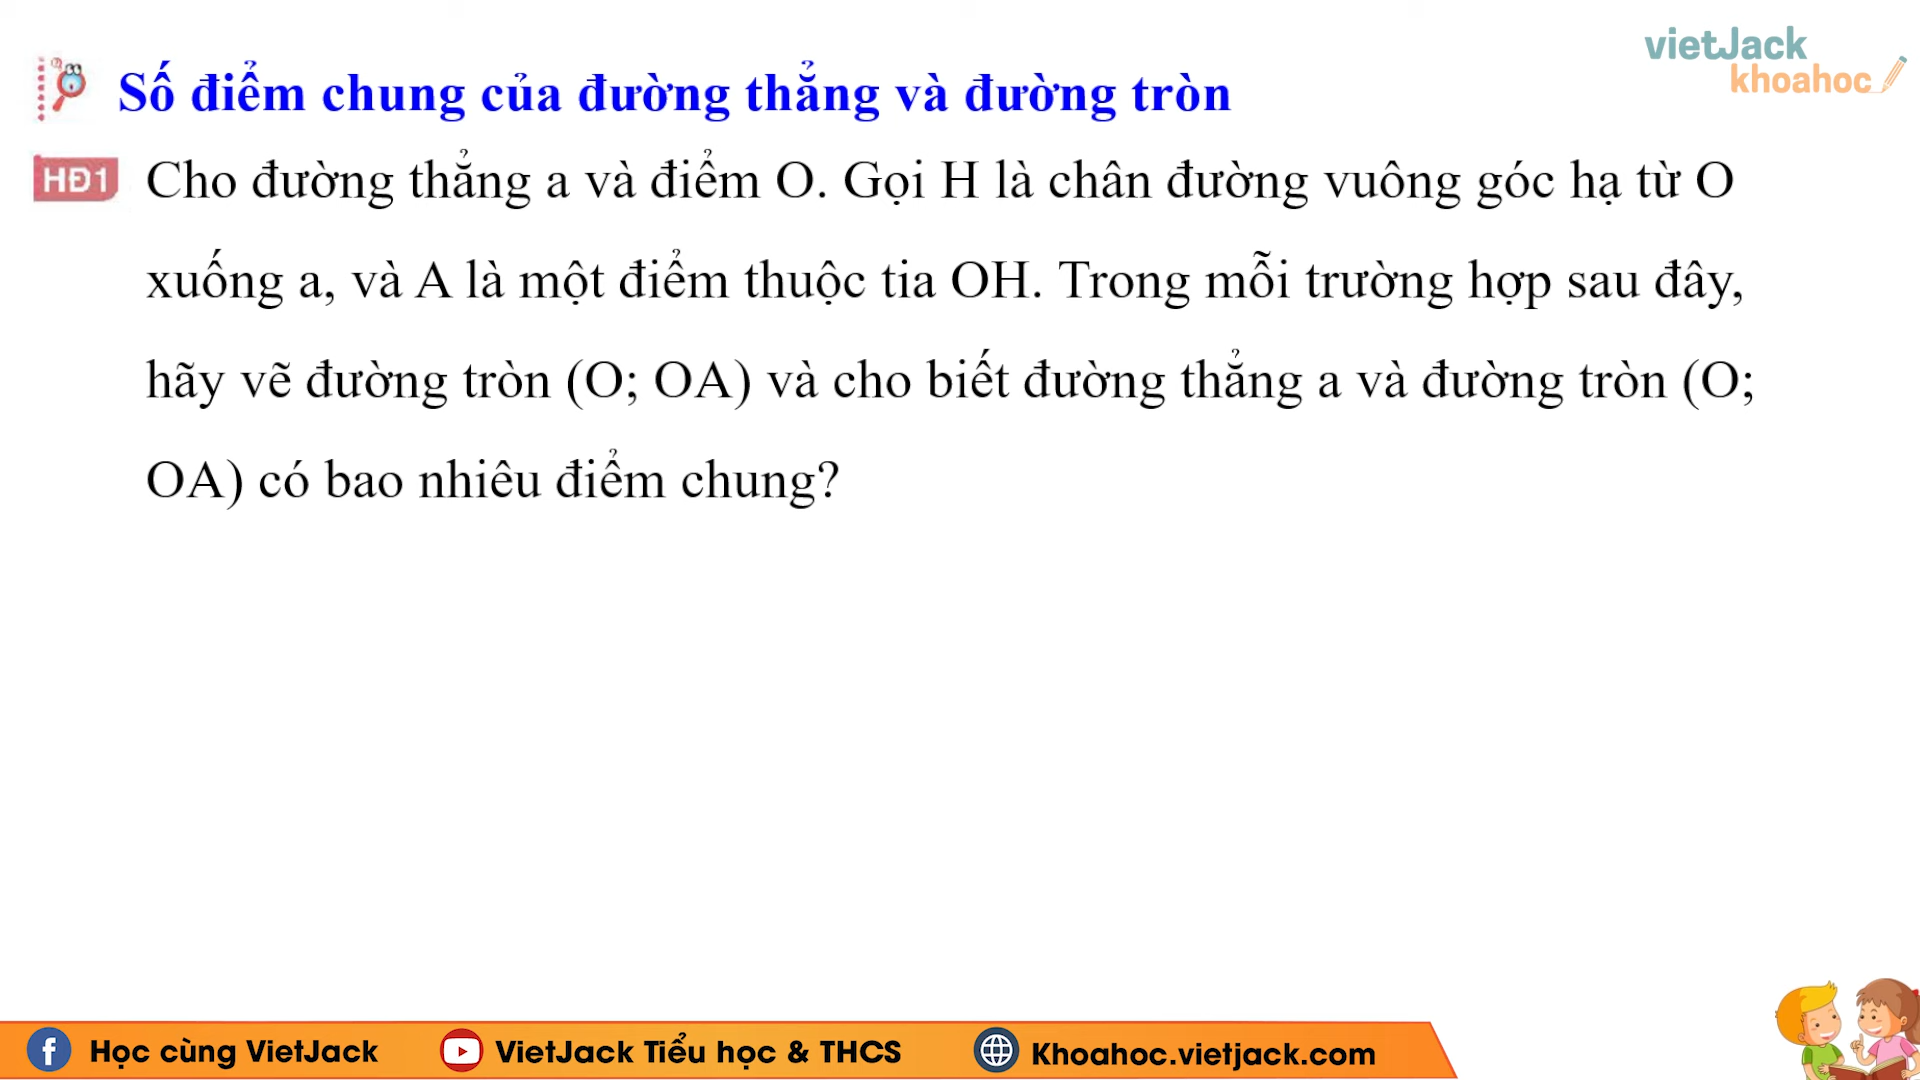 vietJack
khoahoc
Số điểm chung của đường thẳng và đường tròn
HĐ1 Cho đường thẳng a và điểm O. Gọi H là chân đường vuông góc hạ từ O
xuống a, và A là một điểm thuộc tia OH. Trong mỗi trường hợp sau đây,
hãy vẽ đường tròn (O; OA) và cho biết đường thẳng a và đường tròn (O;
OA) có bao nhiêu điểm chung?
Học cùng VietJack VietJack Tiểu học & THCS Khoahoc.vietjack.com